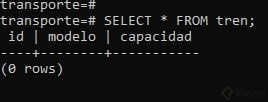 transporte=#
transporte=# SELECT * FROM tren;
 id | modelo | capacidad
----+--------+-----------
(0 rows)